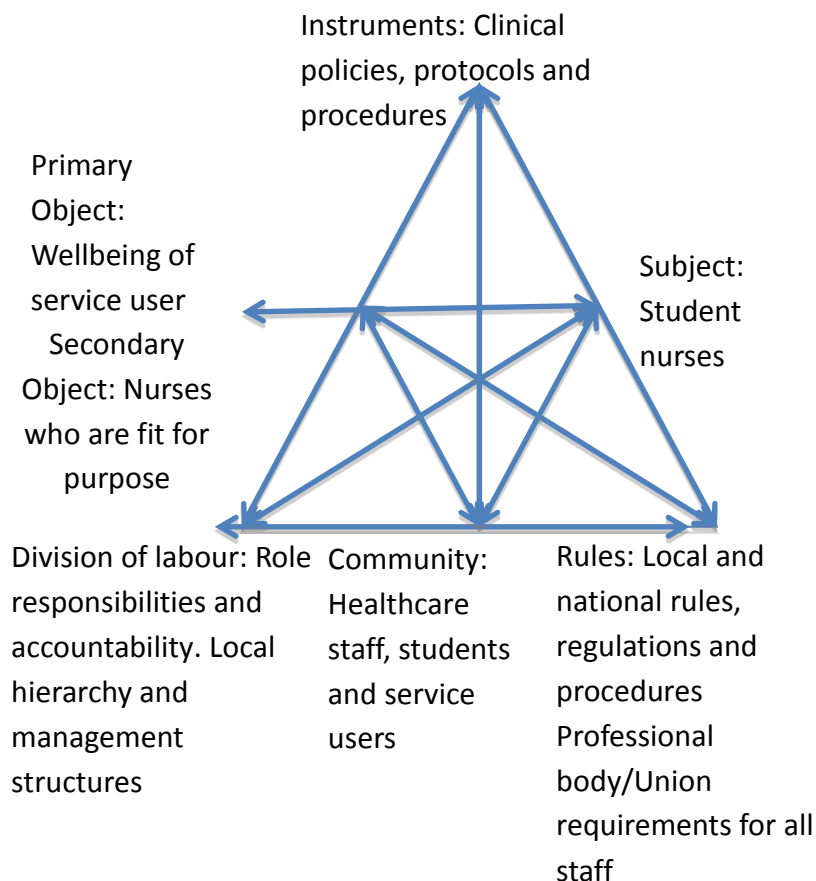 Instruments: Clinical
policies, protocols and
procedures
Primary
Object:
Wellbeing of
service user
Secondary
Object: Nurses
who are fit for
purpose
Subject:
Student
nurses
Division of labour: Role
responsibilities and
accountability. Local
hierarchy and
management
structures
Community:
Healthcare
staff, students
and service
users
Rules: Local and
national rules,
regulations and
procedures
Professional
body/Union
requirements for all
staff